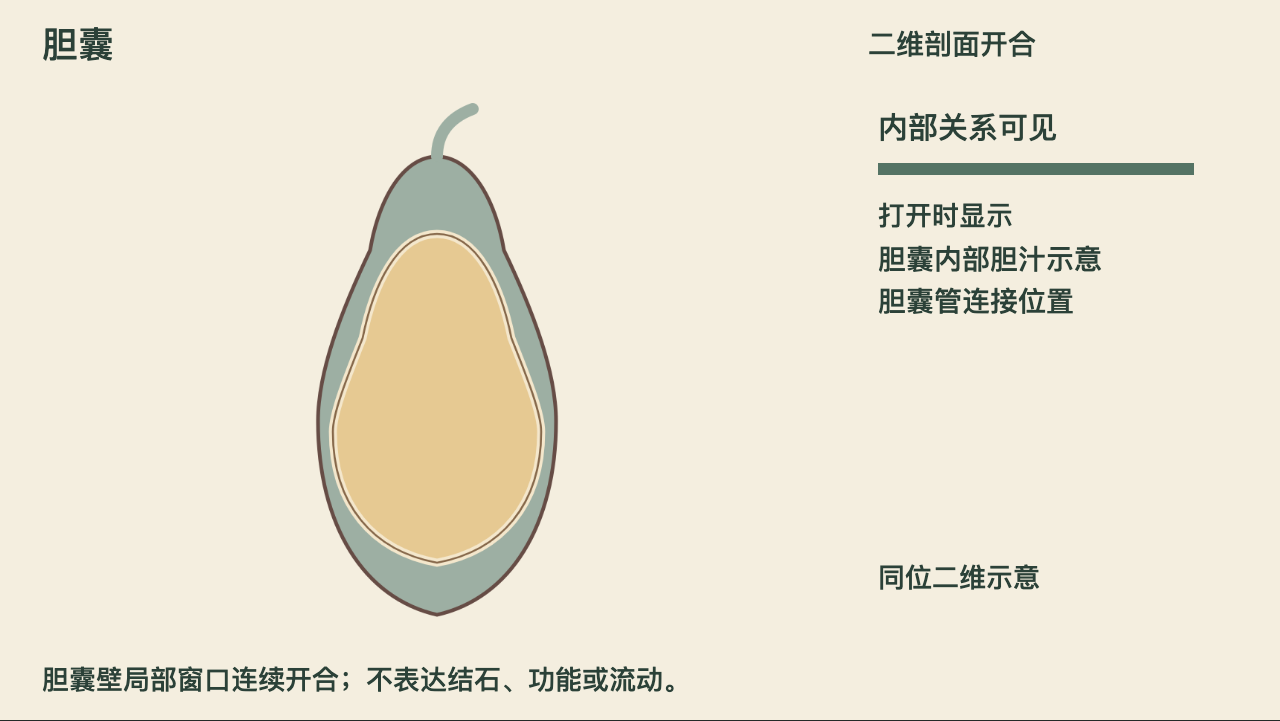 胆囊
二维剖面开合
内部关系可见
打开时显示
胆囊内部胆汁示意
胆囊管连接位置
同位二维示意
胆囊壁局部窗口连续开合；不表达结石、功能或流动。